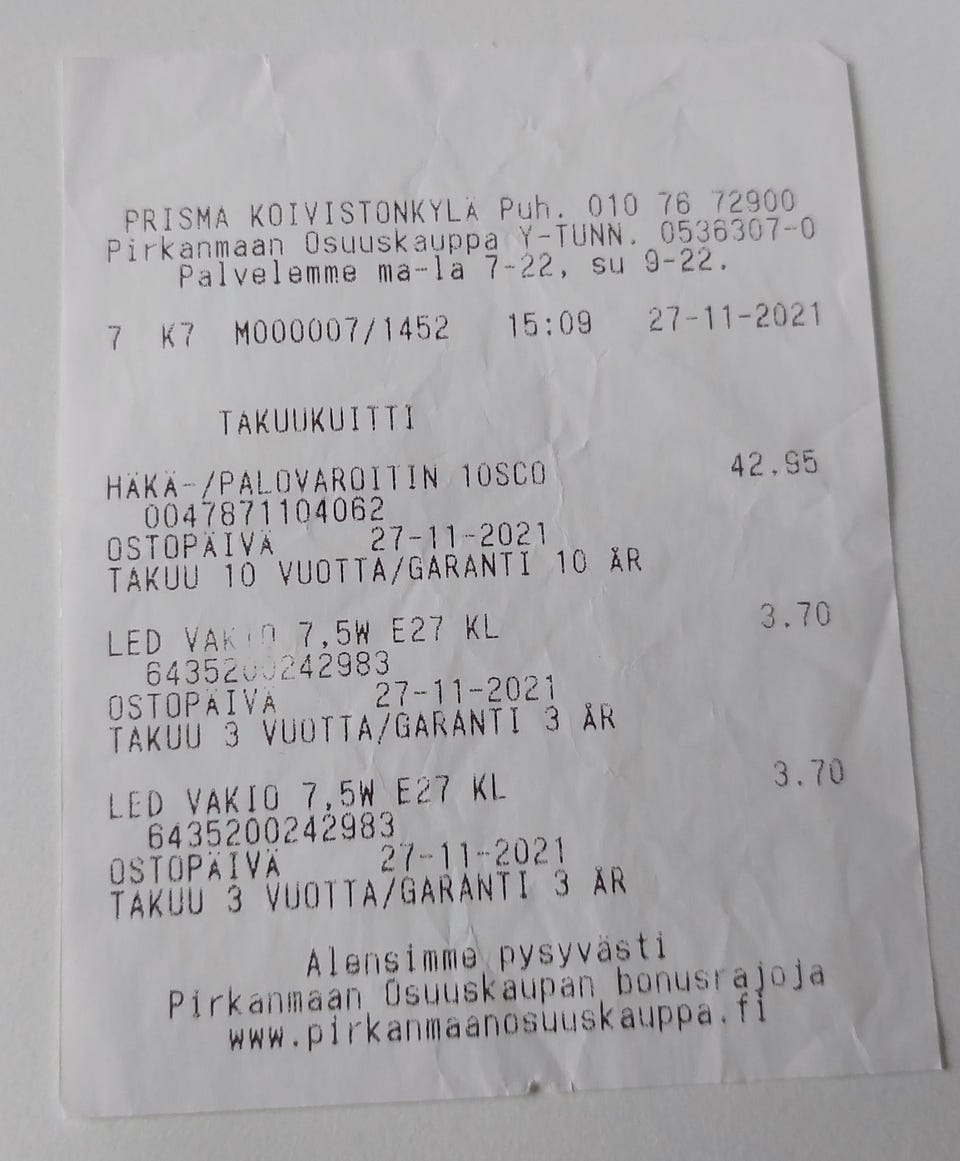 PRISMA KOIVISTONKYLÄ Puh. 010 76 72900
Pirkanmaan Osuuskauppa Y-TUNN. 0536307-0
Palvelemme ma-la 7-22, su 9-22.
7 K7 M000007/1452 15:09 27-11-2021
TAKUUKUITTI
HÄKÄ-/PALOVAROITIN 10SCO 42.95
0047871104062
OSTOPÄIVÄ 27-11-2021
TAKUU 10 VUOTTA/GARANTI 10 ÅR
LED VAKIO 7,5W E27 KL 3.70
6435200242983
OSTOPÄIVÄ 27-11-2021
TAKUU 3 VUOTTA/GARANTI 3 ÅR
LED VAKIO 7,5W E27 KL 3.70
6435200242983
OSTOPÄIVÄ 27-11-2021
TAKUU 3 VUOTTA/GARANTI 3 ÅR
Alensimme pysyvästi
Pirkanmaan Osuuskaupan bonusrajoja
www.pirkanmaanosuuskauppa.fi